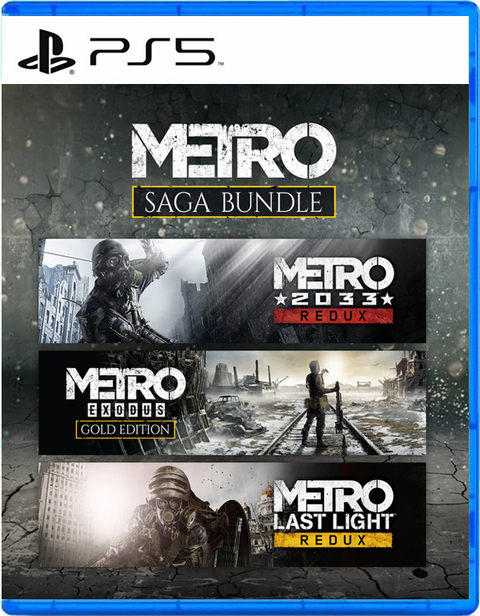 PS5
METRO
SAGA BUNDLE
METRO
2033
REDUX
METRO
EXODUS
GOLD EDITION
METRO
LAST LIGHT
REDUX